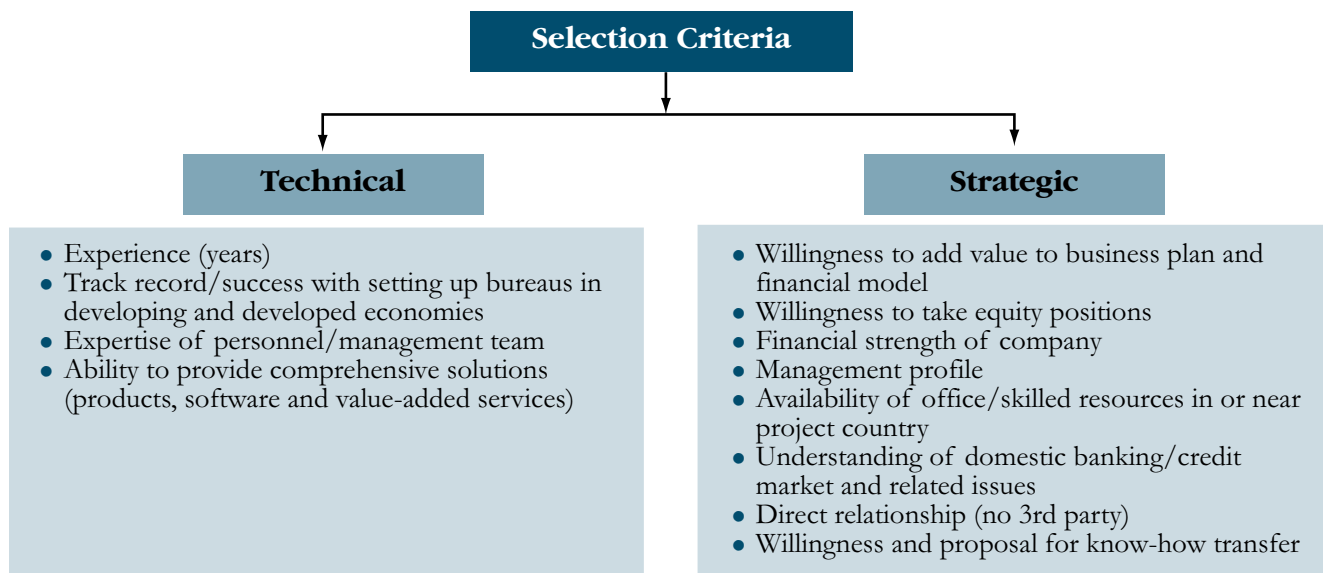 Selection Criteria
Technical
● Experience (years)
● Track record/success with setting up bureaus in
developing and developed economies
● Expertise of personnel/management team
● Ability to provide comprehensive solutions
(products, software and value-added services)
Strategic
● Willingness to add value to business plan and
financial model
● Willingness to take equity positions
● Financial strength of company
● Management profile
● Availability of office/skilled resources in or near
project country
● Understanding of domestic banking/credit
market and related issues
● Direct relationship (no 3rd party)
● Willingness and proposal for know-how transfer